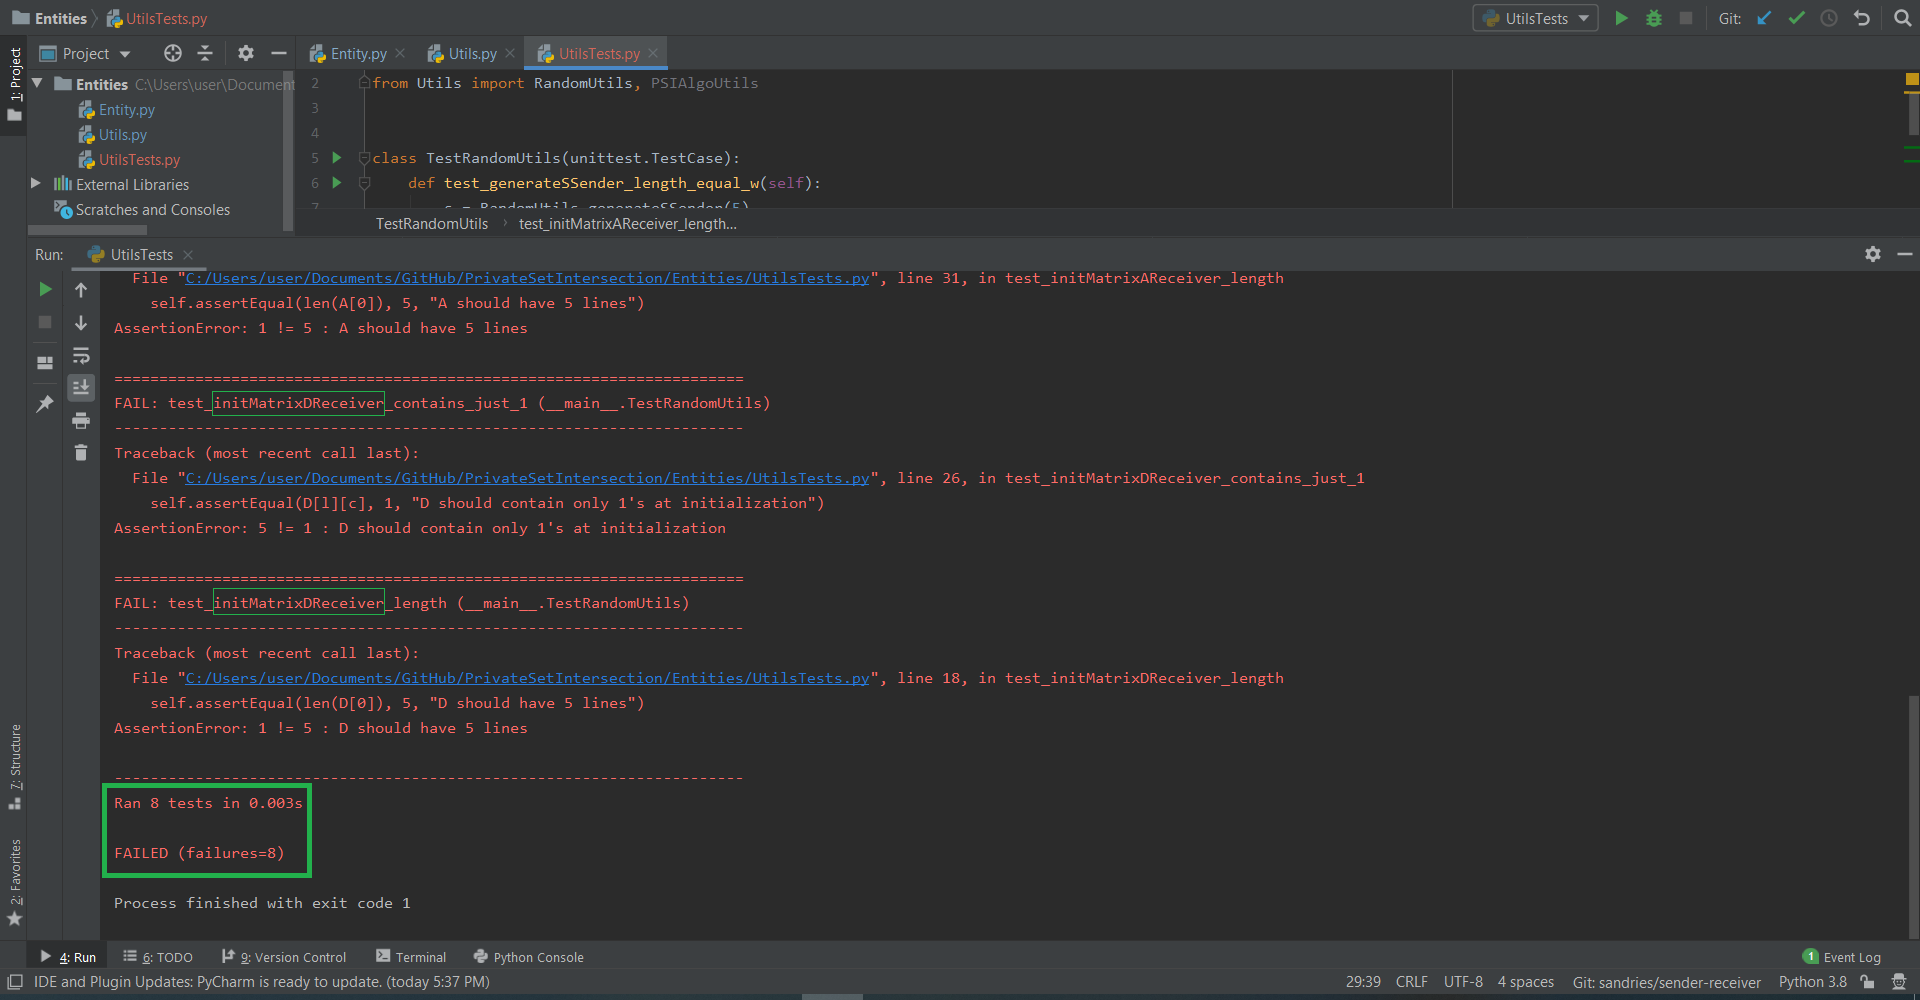 Entities UtilsTests.py
UtilsTests Git:
1: Project
Project Entity.py Utils.py UtilsTests.py
Entities C:\Users\user\Document
Entity.py
Utils.py
UtilsTests.py
External Libraries
Scratches and Consoles
2 from Utils import RandomUtils, PSIAlgoUtils
3
4
5 class TestRandomUtils(unittest.TestCase):
6 def test_generateSSender_length_equal_w(self):
7 s = RandomUtils.generateSSender(5)
TestRandomUtils › test_initMatrixAReceiver_length...
Run: UtilsTests
File "C:/Users/user/Documents/GitHub/PrivateSetIntersection/Entities/UtilsTests.py", line 31, in test_initMatrixAReceiver_length
self.assertEqual(len(A[0]), 5, "A should have 5 lines")
AssertionError: 1 != 5 : A should have 5 lines
======================================================================
FAIL: test_initMatrixDReceiver_contains_just_1 (__main__.TestRandomUtils)
----------------------------------------------------------------------
Traceback (most recent call last):
File "C:/Users/user/Documents/GitHub/PrivateSetIntersection/Entities/UtilsTests.py", line 26, in test_initMatrixDReceiver_contains_just_1
self.assertEqual(D[l][c], 1, "D should contain only 1's at initialization")
AssertionError: 5 != 1 : D should contain only 1's at initialization
======================================================================
FAIL: test_initMatrixDReceiver_length (__main__.TestRandomUtils)
----------------------------------------------------------------------
Traceback (most recent call last):
File "C:/Users/user/Documents/GitHub/PrivateSetIntersection/Entities/UtilsTests.py", line 18, in test_initMatrixDReceiver_length
self.assertEqual(len(D[0]), 5, "D should have 5 lines")
AssertionError: 1 != 5 : D should have 5 lines
----------------------------------------------------------------------
Ran 8 tests in 0.003s
FAILED (failures=8)
Process finished with exit code 1
7: Structure
2: Favorites
4: Run 6: TODO 9: Version Control Terminal Python Console 1 Event Log
IDE and Plugin Updates: PyCharm is ready to update. (today 5:37 PM) 29:39 CRLF UTF-8 4 spaces Git: sandries/sender-receiver Python 3.8